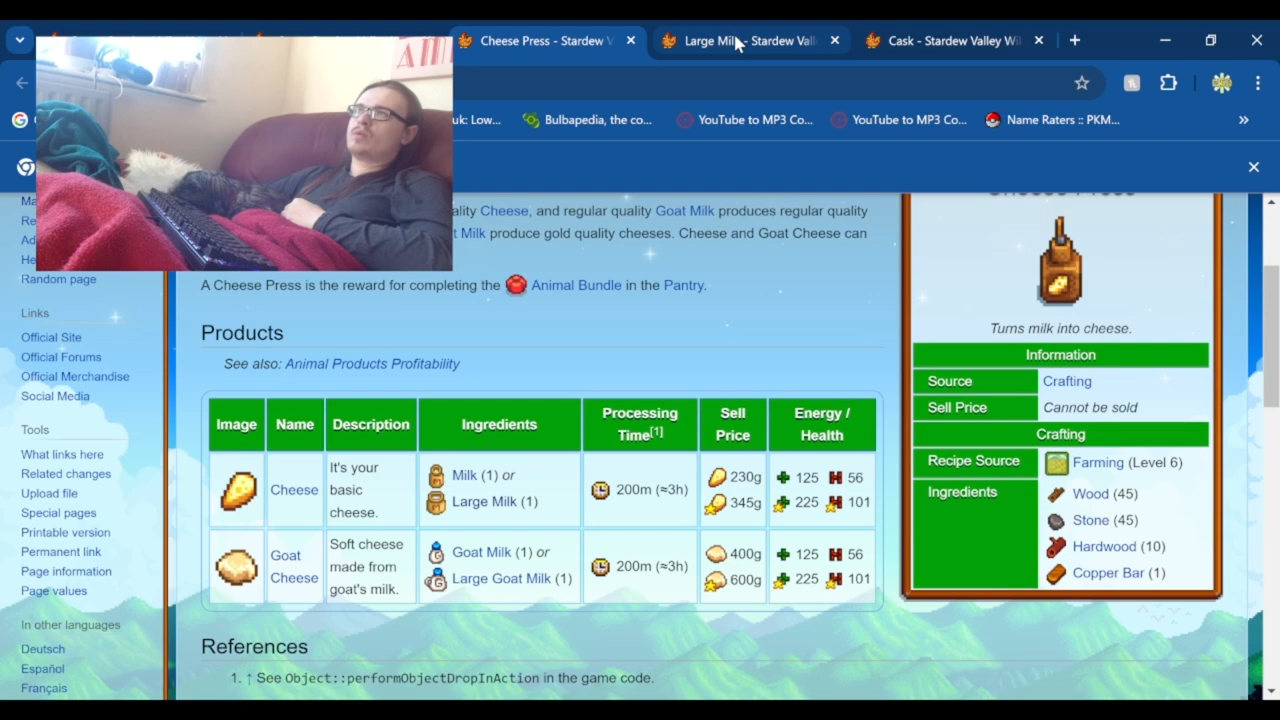 Cheese Press - Stardew V
Large Milk - Stardew Vall
Cask - Stardew Valley Wi
uk: Low...
Bulbapedia, the co...
YouTube to MP3 Co...
YouTube to MP3 Co...
Name Raters :: PKM...
»
Ma
Re
Ad
He
Random page
Links
Official Site
Official Forums
Official Merchandise
Social Media
Tools
What links here
Related changes
Upload file
Special pages
Printable version
Permanent link
Page information
Page values
In other languages
Deutsch
Español
Français
ality Cheese, and regular quality Goat Milk produces regular quality
t Milk produce gold quality cheeses. Cheese and Goat Cheese can
A Cheese Press is the reward for completing the Animal Bundle in the Pantry.
Products
See also: Animal Products Profitability
Image Name Description Ingredients Processing Time[1] Sell Price Energy / Health
Cheese
It's your
basic
cheese.
Milk (1) or
Large Milk (1)
200m (≈3h)
230g
345g
125 56
225 101
Goat
Cheese
Soft cheese
made from
goat's milk.
Goat Milk (1) or
Large Goat Milk (1)
200m (≈3h)
400g
600g
125 56
225 101
References
1. ↑ See Object::performObjectDropInAction in the game code.
Cheese Press
Turns milk into cheese.
Information
Source Crafting
Sell Price Cannot be sold
Crafting
Recipe Source Farming (Level 6)
Ingredients Wood (45)
Stone (45)
Hardwood (10)
Copper Bar (1)